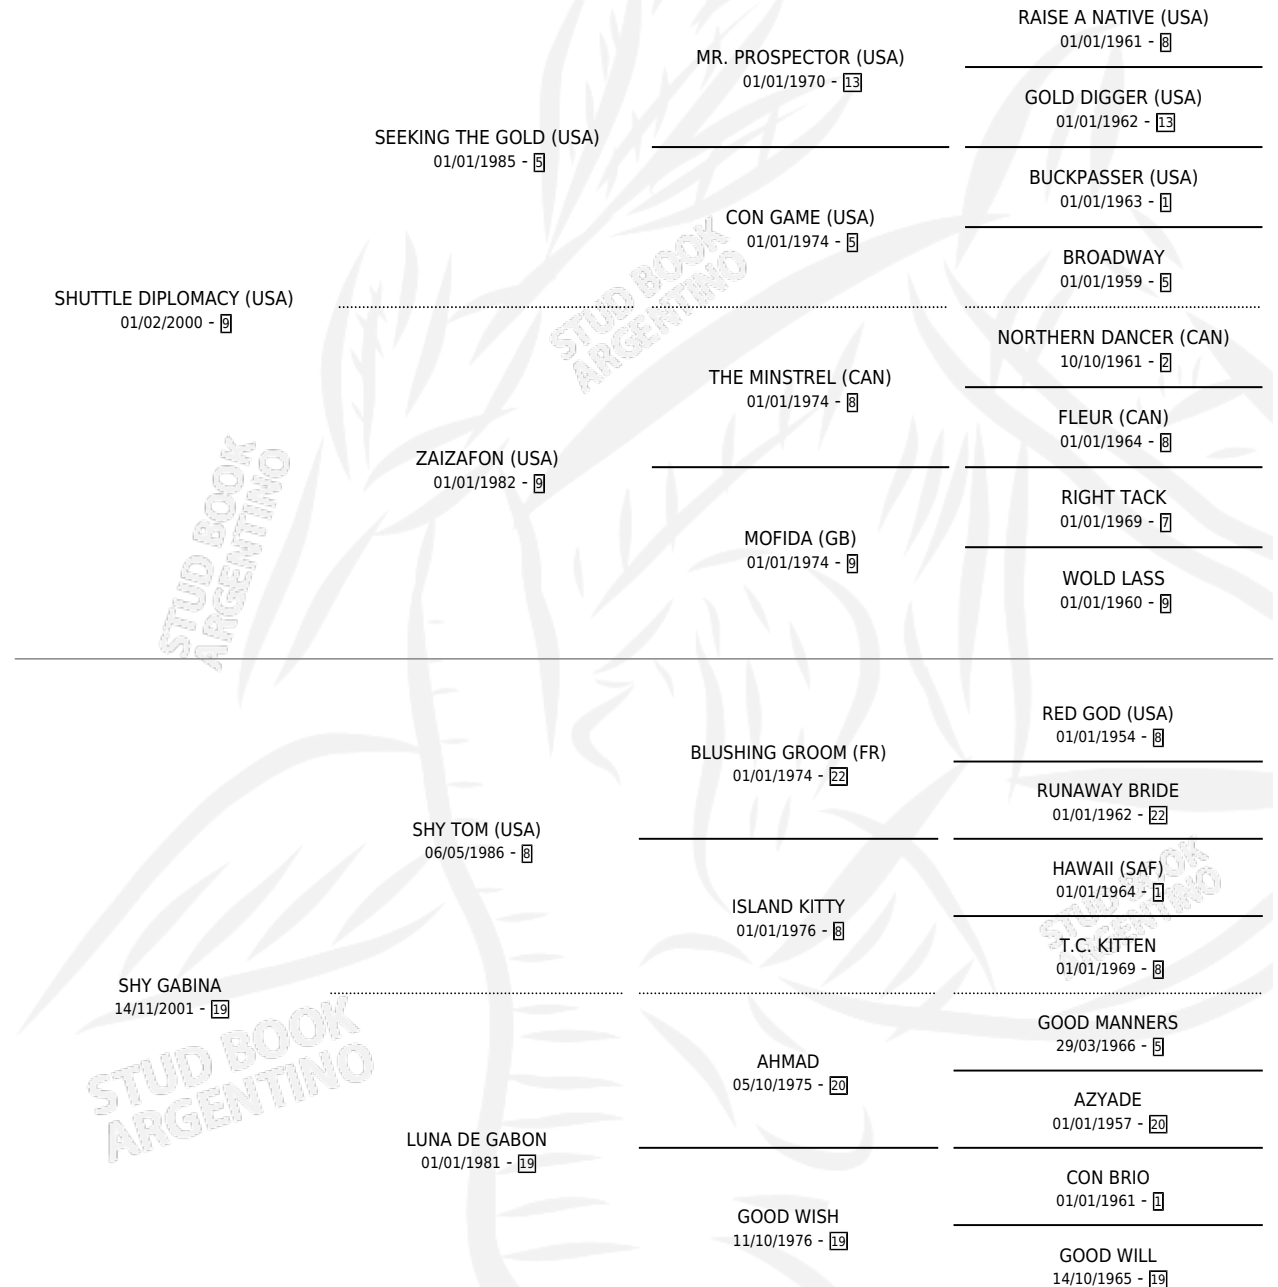 RAISE A NATIVE (USA)
01/01/1961 - 8
MR. PROSPECTOR (USA)
01/01/1970 - 13
GOLD DIGGER (USA)
01/01/1962 - 13
SEEKING THE GOLD (USA)
01/01/1985 - 5
BUCKPASSER (USA)
01/01/1963 - 1
CON GAME (USA)
01/01/1974 - 5
BROADWAY
01/01/1959 - 5
SHUTTLE DIPLOMACY (USA)
01/02/2000 - 9
NORTHERN DANCER (CAN)
10/10/1961 - 2
THE MINSTREL (CAN)
01/01/1974 - 8
FLEUR (CAN)
01/01/1964 - 8
ZAIZAFON (USA)
01/01/1982 - 9
RIGHT TACK
01/01/1969 - 7
MOFIDA (GB)
01/01/1974 - 9
WOLD LASS
01/01/1960 - 9
STUD BOOK
ARGENTINO
STUD BOOK
ARGENTINO
RED GOD (USA)
01/01/1954 - 8
BLUSHING GROOM (FR)
01/01/1974 - 22
RUNAWAY BRIDE
01/01/1962 - 22
SHY TOM (USA)
06/05/1986 - 8
HAWAII (SAF)
01/01/1964 - 1
ISLAND KITTY
01/01/1976 - 8
T.C. KITTEN
01/01/1969 - 8
SHY GABINA
14/11/2001 - 19
GOOD MANNERS
29/03/1966 - 5
AHMAD
05/10/1975 - 20
AZYADE
01/01/1957 - 20
LUNA DE GABON
01/01/1981 - 19
CON BRIO
01/01/1961 - 1
GOOD WISH
11/10/1976 - 19
GOOD WILL
14/10/1965 - 19
STUD BOOK
ARGENTINO
STUD BOOK
ARGENTINO